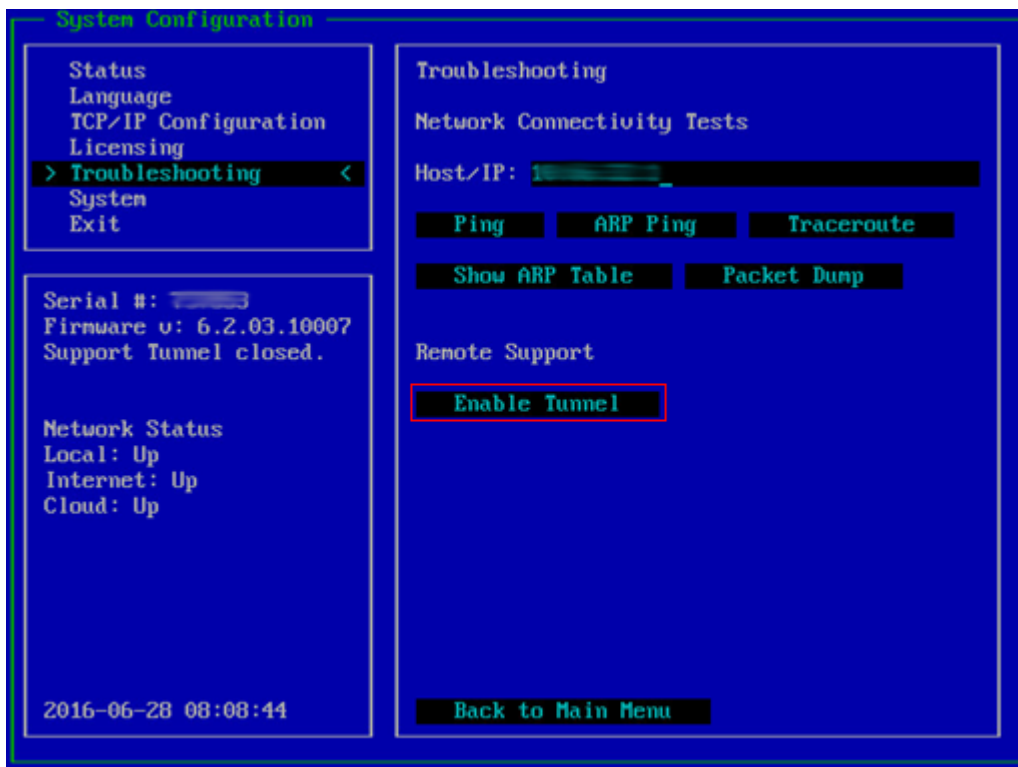 System Configuration
Status
Language
TCP/IP Configuration
Licensing
> Troubleshooting <
System
Exit
Serial #:
Firmware v: 6.2.03.10007
Support Tunnel closed.
Network Status
Local: Up
Internet: Up
Cloud: Up
2016-06-28 08:08:44
Troubleshooting
Network Connectivity Tests
Host/IP:
Ping ARP Ping Traceroute
Show ARP Table Packet Dump
Remote Support
Enable Tunnel
Back to Main Menu